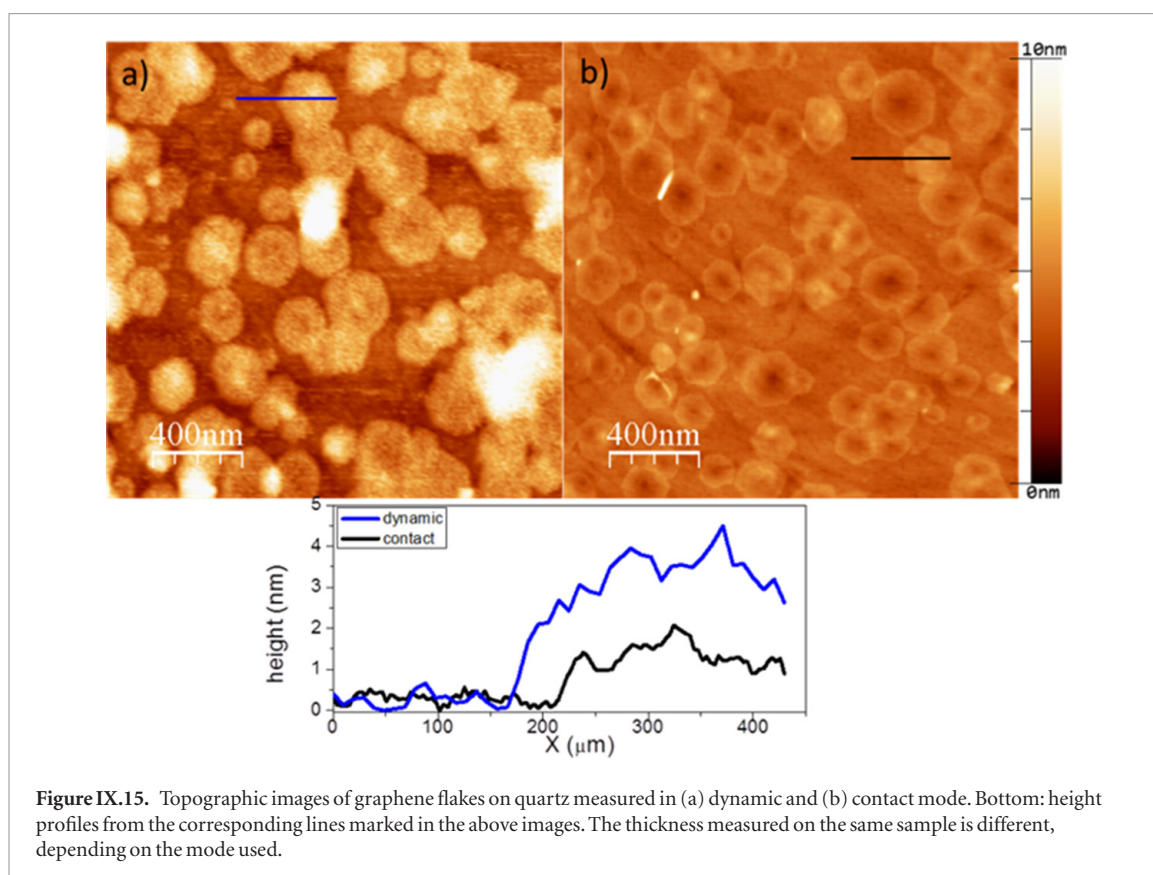 a)
b)
10nm
400nm
400nm
0nm
5
4
3
2
1
0
height (nm)
dynamic
contact
0
100
200
300
400
X (μm)
Figure IX.15. Topographic images of graphene flakes on quartz measured in (a) dynamic and (b) contact mode. Bottom: height
profiles from the corresponding lines marked in the above images. The thickness measured on the same sample is different,
depending on the mode used.